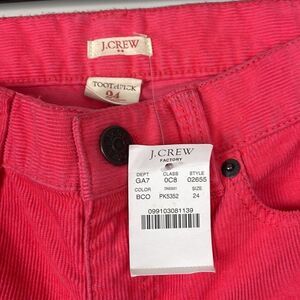 J.CREW
TOOTHPICK
24
J.CREW
FACTORY
DEPT CLASS STYLE
GA7 0C8 02655
COLOR SIZE
BCO PK5352 24
099103081139